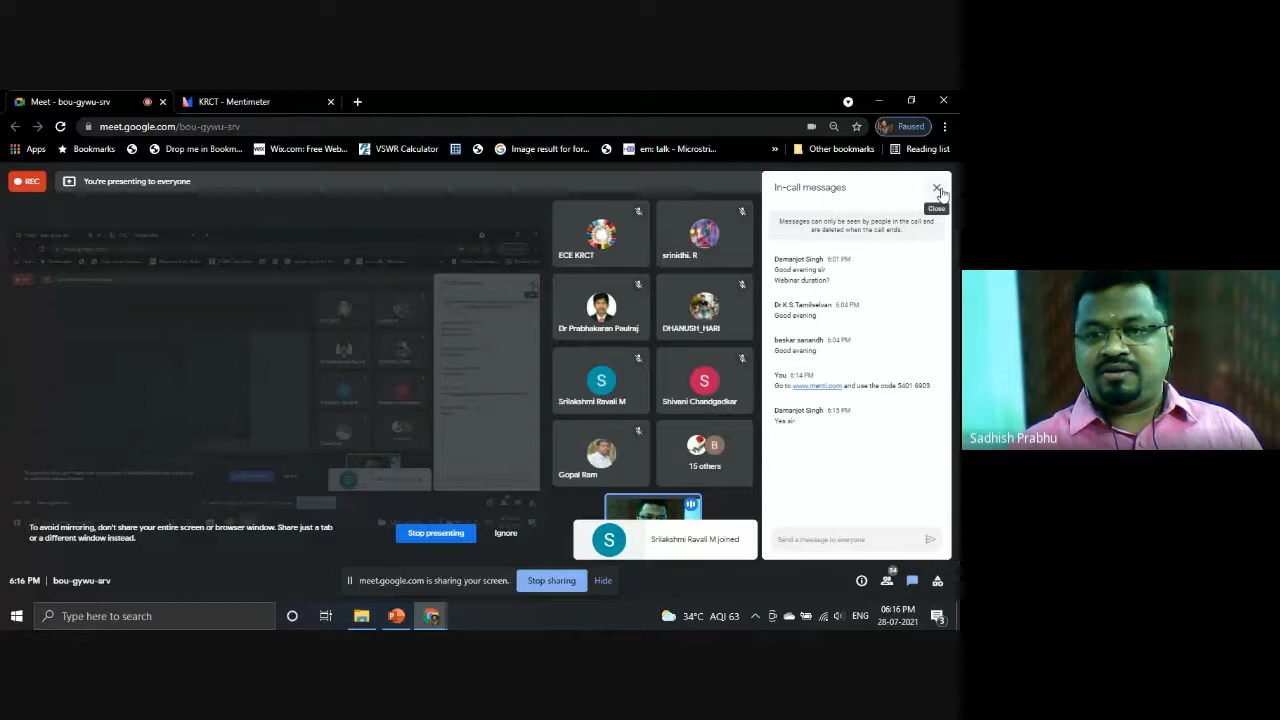 Meet - bou-gywu-srv
KRCT - Mentimeter
meet.google.com/bou-gywu-srv
Paused
Apps
Bookmarks
Drop me in Bookm...
Wix.com: Free Web...
VSWR Calculator
Image result for for...
em: talk - Microstri...
»
Other bookmarks
Reading list
REC
You're presenting to everyone
In-call messages
Close
Messages can only be seen by people in the call and
are deleted when the call ends.
ECE KRCT
srinidhi. R
Damanjot Singh 6:01 PM
Good evening sir
Webinar duration?
Dr Prabhakaran Paulraj
DHANUSH_HARI
Dr.K.S.Tamilselvan 6:04 PM
Good evening
baskar sanandh 6:04 PM
Good evening
You 6:14 PM
Go to www.menti.com and use the code 5401 6903
S
Srilakshmi Ravali M
S
Shivani Chandgadkar
Damanjot Singh 6:15 PM
Yes sir
Gopal Ram
B
15 others
Sadhish Prabhu
To avoid mirroring, don't share your entire screen or browser window. Share just a tab
or a different window instead.
Stop presenting
Ignore
S
Srilakshmi Ravali M joined
Send a message to everyone
6:16 PM | bou-gywu-srv
meet.google.com is sharing your screen.
Stop sharing
Hide
24
Type here to search
34°C AQI 63
ENG
06:16 PM
28-07-2021
3